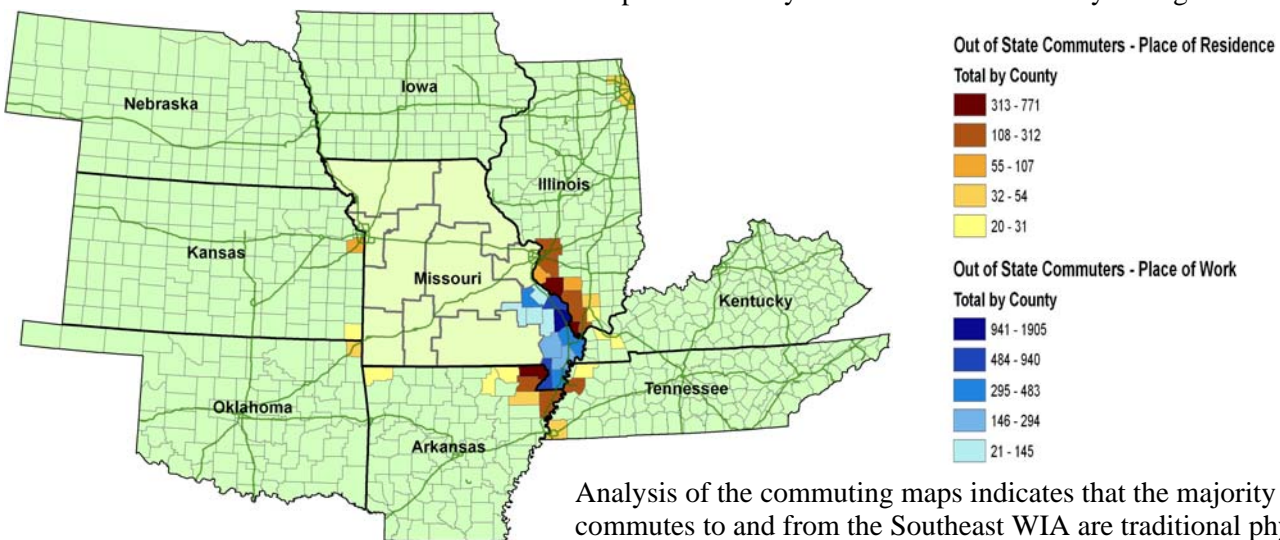 Out of State Commuters - Place of Residence
Total by County
313 - 771
108 - 312
55 - 107
32 - 54
20 - 31
Out of State Commuters - Place of Work
Total by County
941 - 1905
484 - 940
295 - 483
146 - 294
21 - 145
Nebraska
Iowa
Illinois
Kansas
Missouri
Kentucky
Oklahoma
Arkansas
Tennessee
Analysis of the commuting maps indicates that the majority
commutes to and from the Southeast WIA are traditional